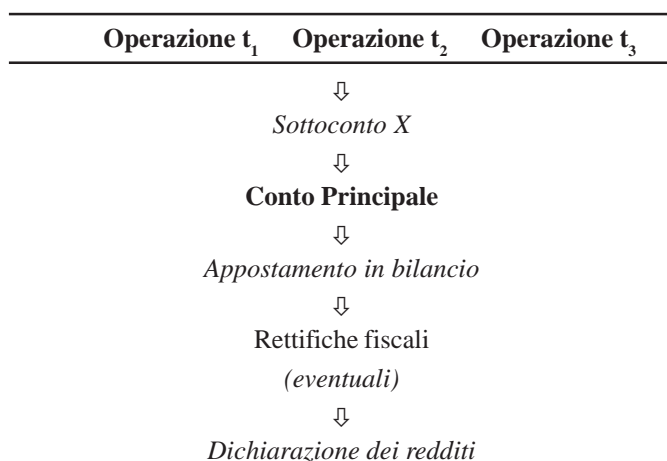 Operazione t₁ Operazione t₂ Operazione t₃
⇩
Sottoconto X
⇩
Conto Principale
⇩
Appostamento in bilancio
⇩
Rettifiche fiscali
(eventuali)
⇩
Dichiarazione dei redditi